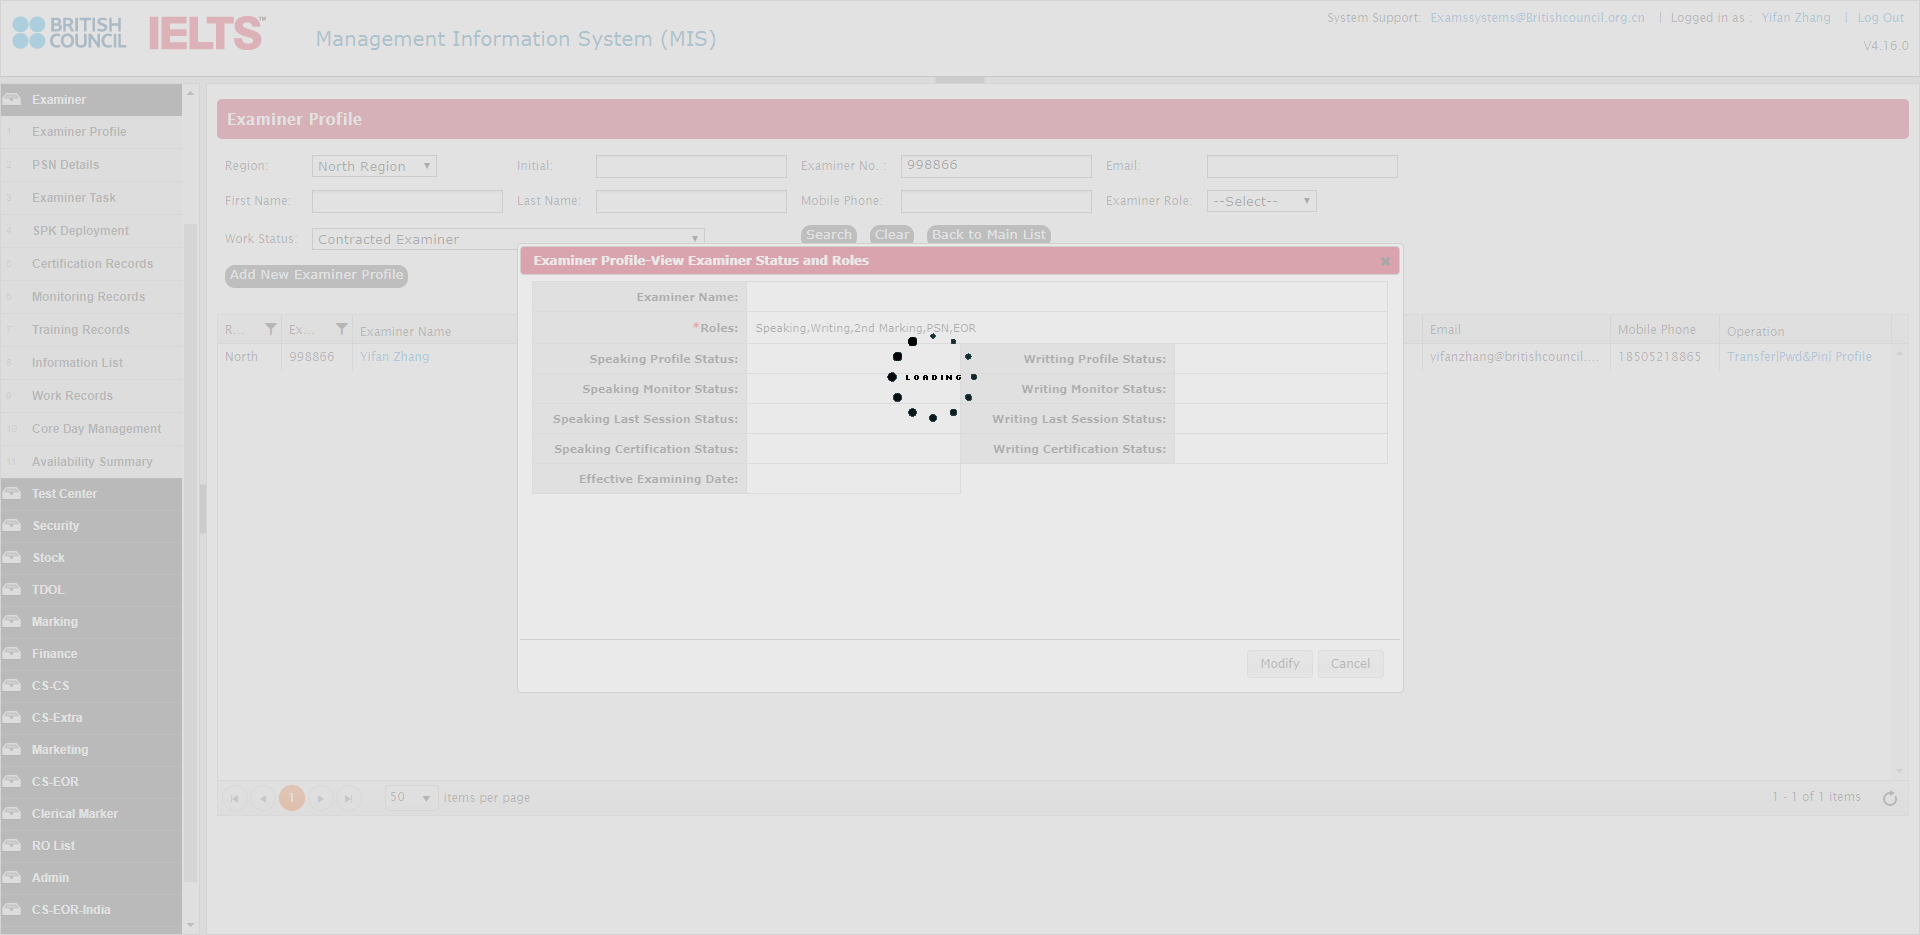 BRITISH COUNCIL
IELTS™
Management Information System (MIS)
System Support: Examssystems@Britishcouncil.org.cn | Logged in as : Yifan Zhang | Log Out
V4.16.0
Examiner
1 Examiner Profile
2 PSN Details
3 Examiner Task
4 SPK Deployment
5 Certification Records
6 Monitoring Records
7 Training Records
Information List
9 Work Records
10 Core Day Management
11 Availability Summary
Test Center
Security
Stock
TDOL
Marking
Finance
CS-CS
CS-Extra
Marketing
CS-EOR
Clerical Marker
RO List
Admin
CS-EOR-India
Examiner Profile
Region: North Region Initial: Examiner No. : 998866 Email:
First Name: Last Name: Mobile Phone: Examiner Role: --Select--
Work Status: Contracted Examiner Search Clear Back to Main List
Add New Examiner Profile
R... Ex... Examiner Name Email Mobile Phone Operation
North 998866 Yifan Zhang yifanzhang@britishcouncil.... 18505218865 Transfer|Pwd&Pin| Profile
Examiner Profile-View Examiner Status and Roles
Examiner Name:
*Roles: Speaking,Writing,2nd Marking,PSN,EOR
Speaking Profile Status: Writting Profile Status:
LOADING
Speaking Monitor Status: Writing Monitor Status:
Speaking Last Session Status: Writing Last Session Status:
Speaking Certification Status: Writing Certification Status:
Effective Examining Date:
Modify Cancel
1 50 items per page 1 - 1 of 1 items